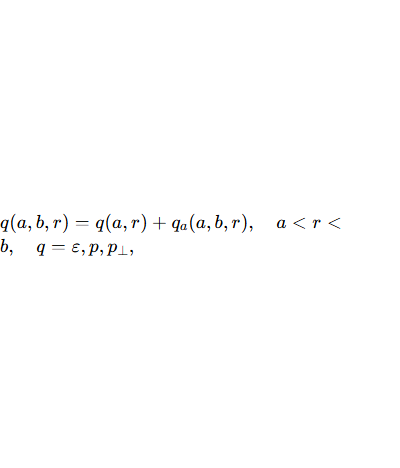 q(a, b, r) = q(a, r) + qₐ(a, b, r),    a < r <
b,    q = ε, p, p⊥,